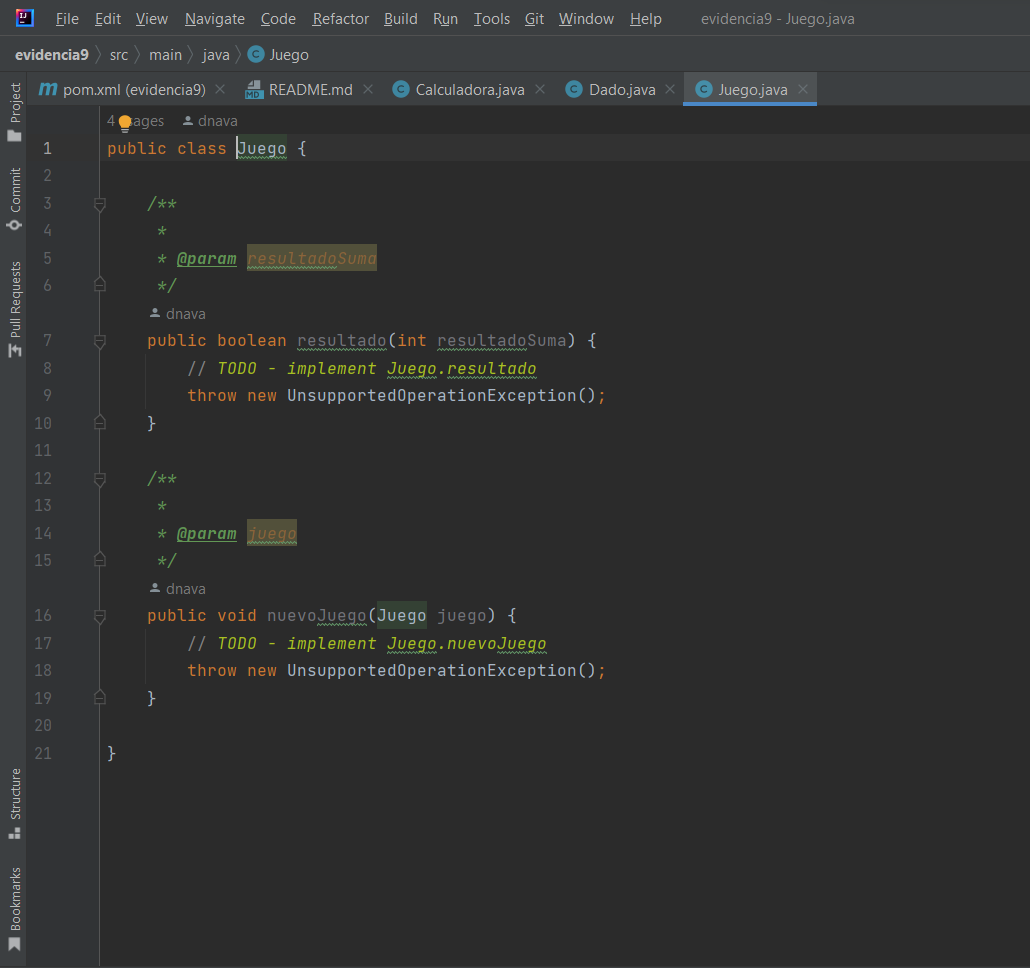 File Edit View Navigate Code Refactor Build Run Tools Git Window Help evidencia9 - Juego.java
evidencia9 src main java Juego
pom.xml (evidencia9) README.md Calculadora.java Dado.java Juego.java
Project
Commit
Pull Requests
Structure
Bookmarks
4 usages dnava
1 public class Juego {
2
3 /**
4 *
5 * @param resultadoSuma
6 */
dnava
7 public boolean resultado(int resultadoSuma) {
8 // TODO - implement Juego.resultado
9 throw new UnsupportedOperationException();
10 }
11
12 /**
13 *
14 * @param juego
15 */
dnava
16 public void nuevoJuego(Juego juego) {
17 // TODO - implement Juego.nuevoJuego
18 throw new UnsupportedOperationException();
19 }
20
21 }